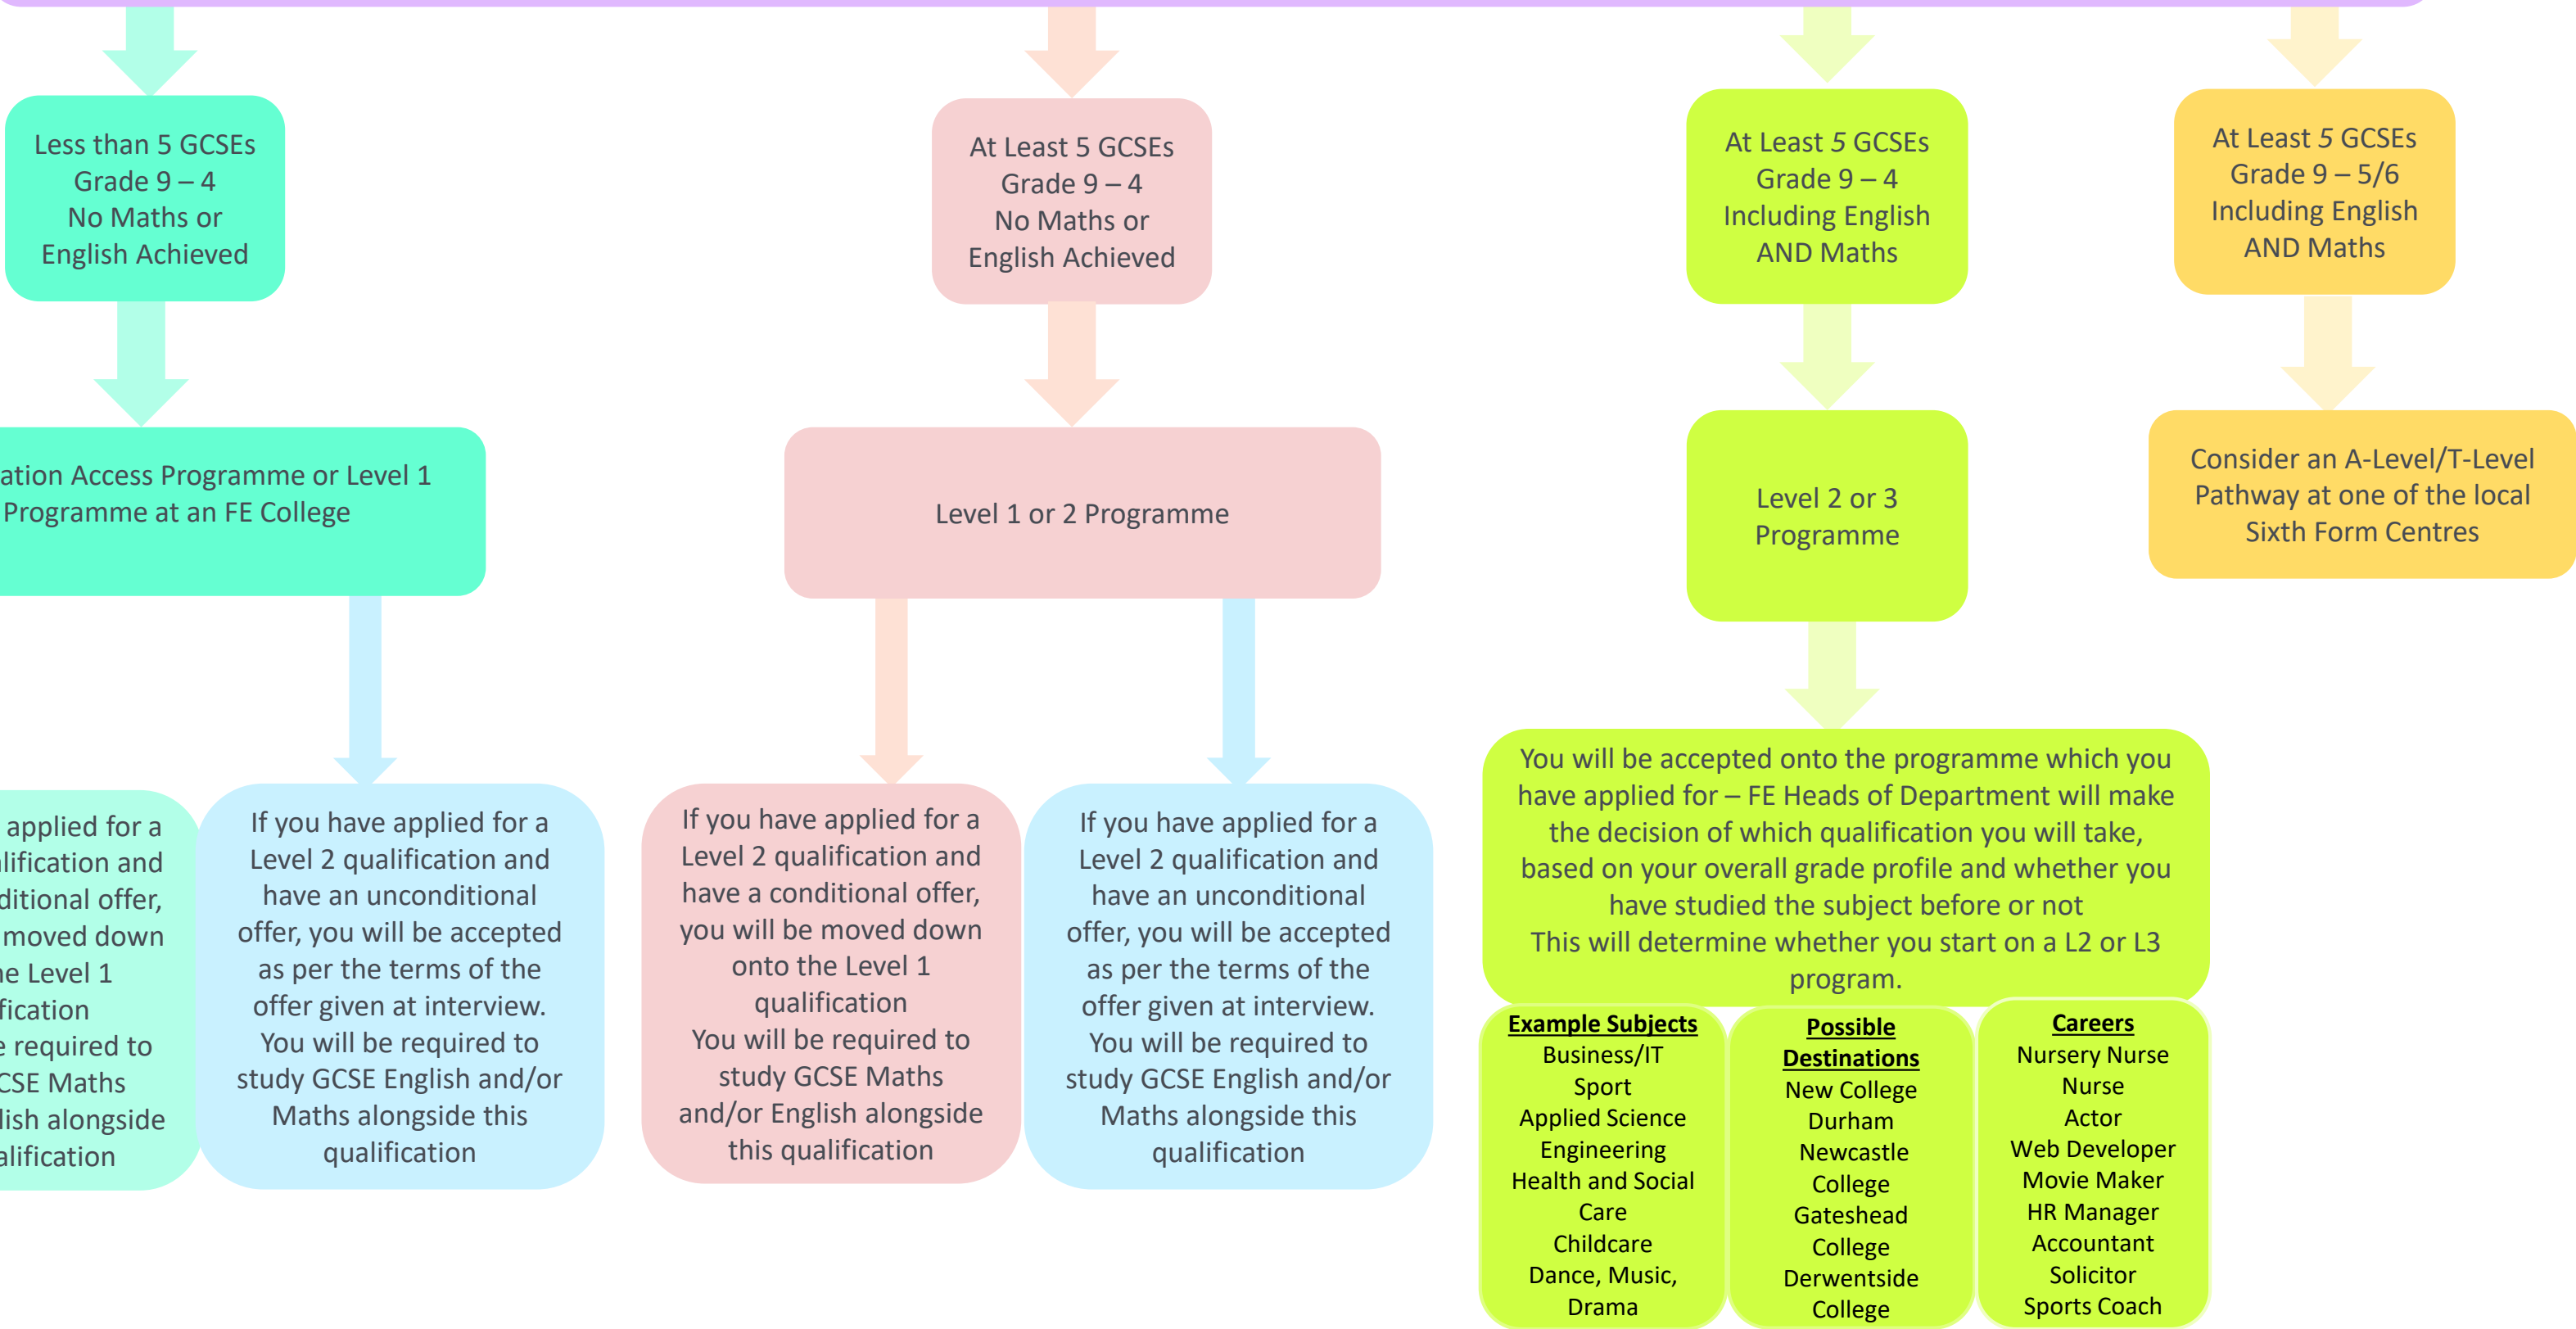 Less than 5 GCSEs
Grade 9 – 4
No Maths or
English Achieved
At Least 5 GCSEs
Grade 9 – 4
No Maths or
English Achieved
At Least 5 GCSEs
Grade 9 – 4
Including English
AND Maths
At Least 5 GCSEs
Grade 9 – 5/6
Including English
AND Maths
ation Access Programme or Level 1
Programme at an FE College
Level 1 or 2 Programme
Level 2 or 3
Programme
Consider an A-Level/T-Level
Pathway at one of the local
Sixth Form Centres
applied for a
lification and
ditional offer,
moved down
he Level 1
fication
e required to
CSE Maths
lish alongside
alification
If you have applied for a
Level 2 qualification and
have an unconditional
offer, you will be accepted
as per the terms of the
offer given at interview.
You will be required to
study GCSE English and/or
Maths alongside this
qualification
If you have applied for a
Level 2 qualification and
have a conditional offer,
you will be moved down
onto the Level 1
qualification
You will be required to
study GCSE Maths
and/or English alongside
this qualification
If you have applied for a
Level 2 qualification and
have an unconditional
offer, you will be accepted
as per the terms of the
offer given at interview.
You will be required to
study GCSE English and/or
Maths alongside this
qualification
You will be accepted onto the programme which you
have applied for – FE Heads of Department will make
the decision of which qualification you will take,
based on your overall grade profile and whether you
have studied the subject before or not
This will determine whether you start on a L2 or L3
program.
Example Subjects
Business/IT
Sport
Applied Science
Engineering
Health and Social
Care
Childcare
Dance, Music,
Drama
Possible
Destinations
New College
Durham
Newcastle
College
Gateshead
College
Derwentside
College
Careers
Nursery Nurse
Nurse
Actor
Web Developer
Movie Maker
HR Manager
Accountant
Solicitor
Sports Coach